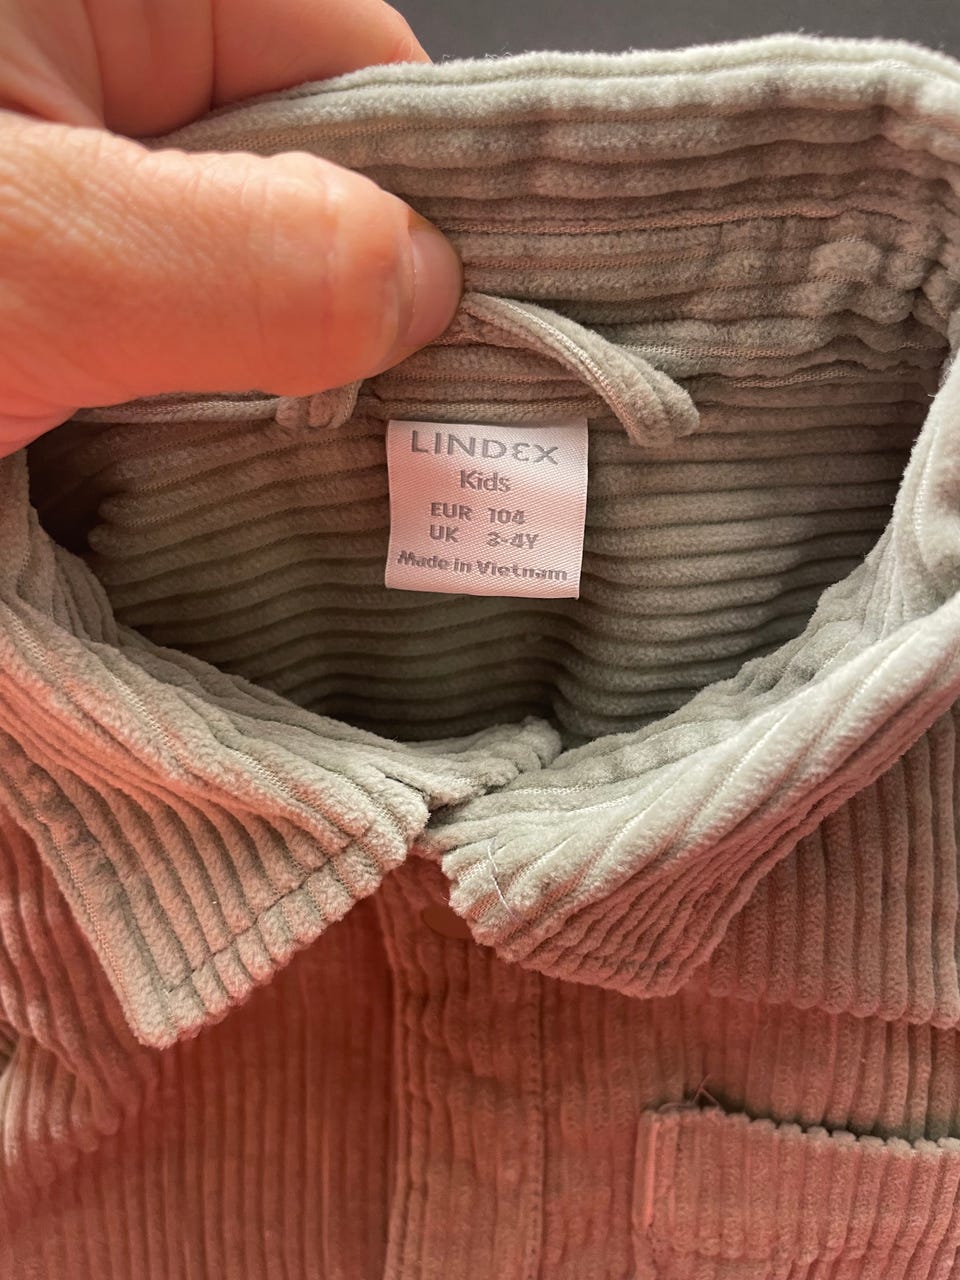 LINDEX
Kids
EUR 104
UK 3-4Y
Made in Vietnam